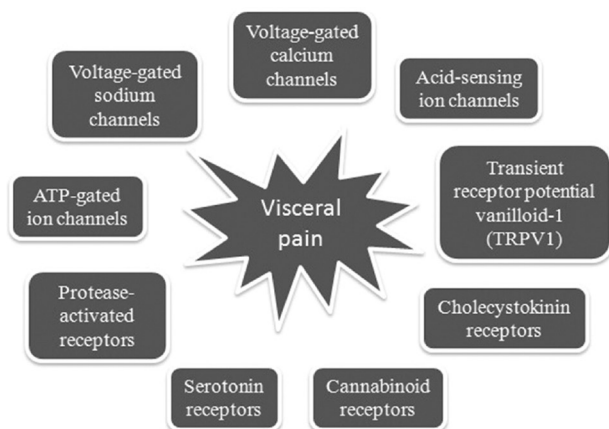 Voltage-gated
calcium
channels
Voltage-gated
sodium
channels
Acid-sensing
ion channels
ATP-gated
ion channels
Visceral
pain
Transient
receptor potential
vanilloid-1
(TRPV1)
Protease-
activated
receptors
Cholecystokinin
receptors
Serotonin
receptors
Cannabinoid
receptors